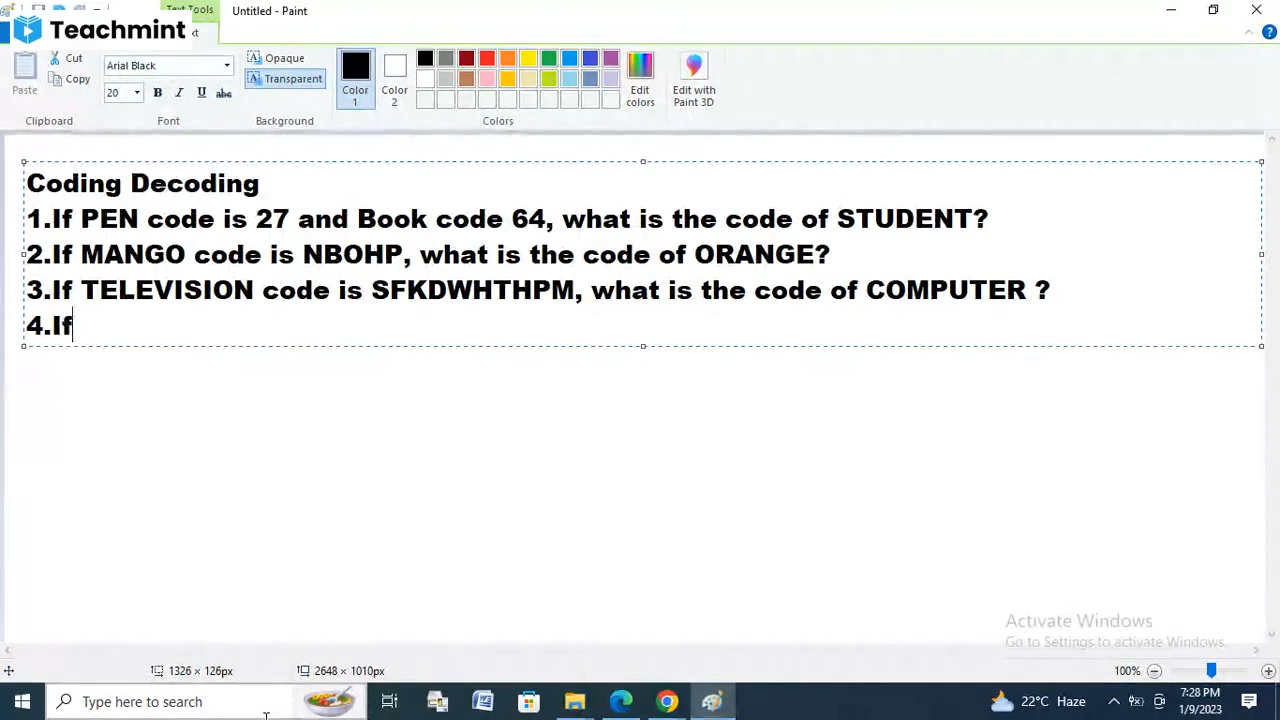 Text Tools
Untitled - Paint
Teachmint
Cut
Copy
Paste
Clipboard
Arial Black
20
B I U abc
Font
Opaque
Transparent
Background
Color 1
Color 2
Edit colors
Edit with Paint 3D
Colors
Coding Decoding
1.If PEN code is 27 and Book code 64, what is the code of STUDENT?
2.If MANGO code is NBOHP, what is the code of ORANGE?
3.If TELEVISION code is SFKDWHTHPM, what is the code of COMPUTER ?
4.If
Activate Windows
Go to Settings to activate Windows.
1326 × 126px
2648 × 1010px
100%
Type here to search
22°C Haze
7:28 PM
1/9/2023